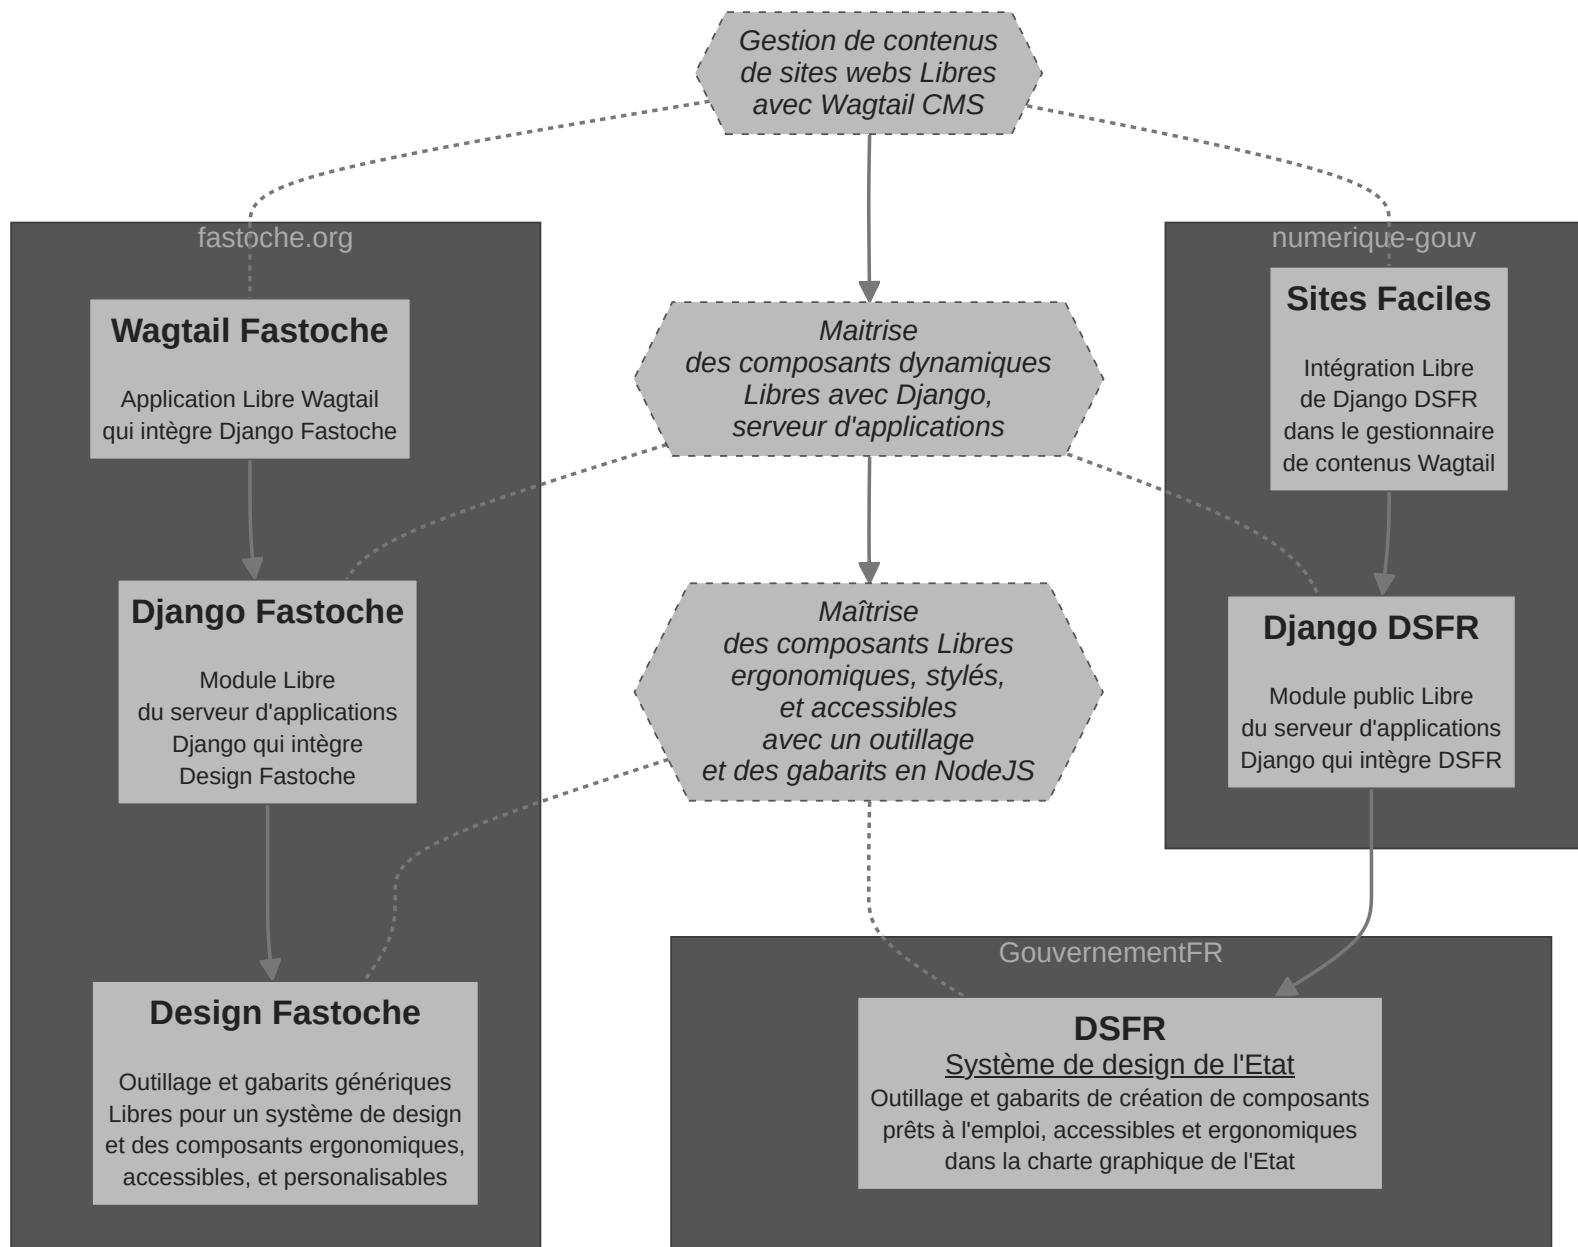 Gestion de contenus
de sites webs Libres
avec Wagtail CMS
fastoche.org
numerique-gouv
Wagtail Fastoche
Application Libre Wagtail
qui intègre Django Fastoche
Maitrise
des composants dynamiques
Libres avec Django,
serveur d'applications
Sites Faciles
Intégration Libre
de Django DSFR
dans le gestionnaire
de contenus Wagtail
Django Fastoche
Module Libre
du serveur d'applications
Django qui intègre
Design Fastoche
Maîtrise
des composants Libres
ergonomiques, stylés,
et accessibles
avec un outillage
et des gabarits en NodeJS
Django DSFR
Module public Libre
du serveur d'applications
Django qui intègre DSFR
Design Fastoche
Outillage et gabarits génériques
Libres pour un système de design
et des composants ergonomiques,
accessibles, et personalisables
GouvernementFR
DSFR
Système de design de l'Etat
Outillage et gabarits de création de composants
prêts à l'emploi, accessibles et ergonomiques
dans la charte graphique de l'Etat